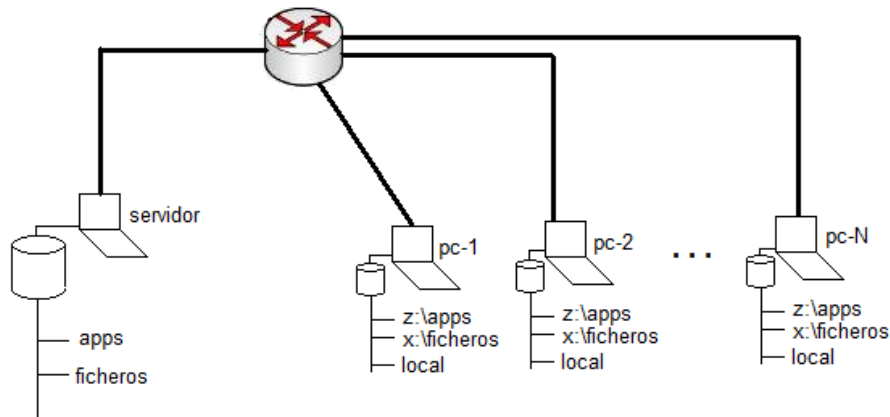 servidor
apps
ficheros
pc-1
z:\apps
x:\ficheros
local
pc-2
z:\apps
x:\ficheros
local
...
pc-N
z:\apps
x:\ficheros
local